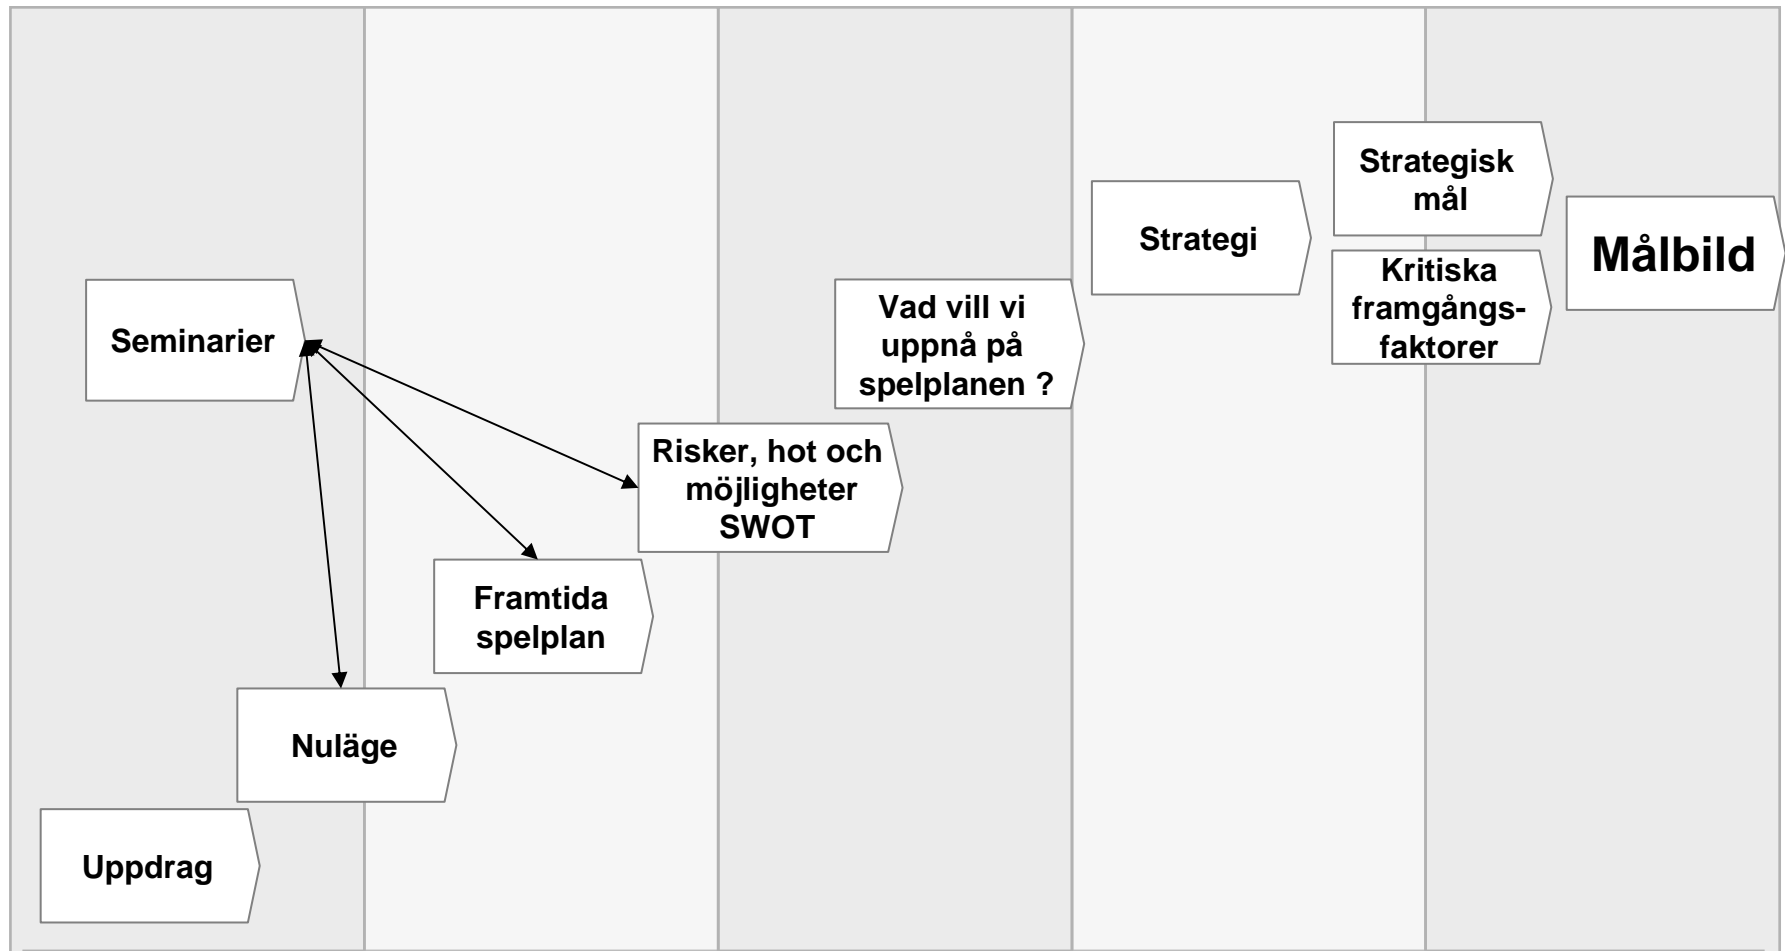 Strategisk
mål
Strategi
Målbild
Kritiska
framgångs-
faktorer
Seminarier
Vad vill vi
uppnå på
spelplanen ?
Risker, hot och
möjligheter
SWOT
Framtida
spelplan
Nuläge
Uppdrag